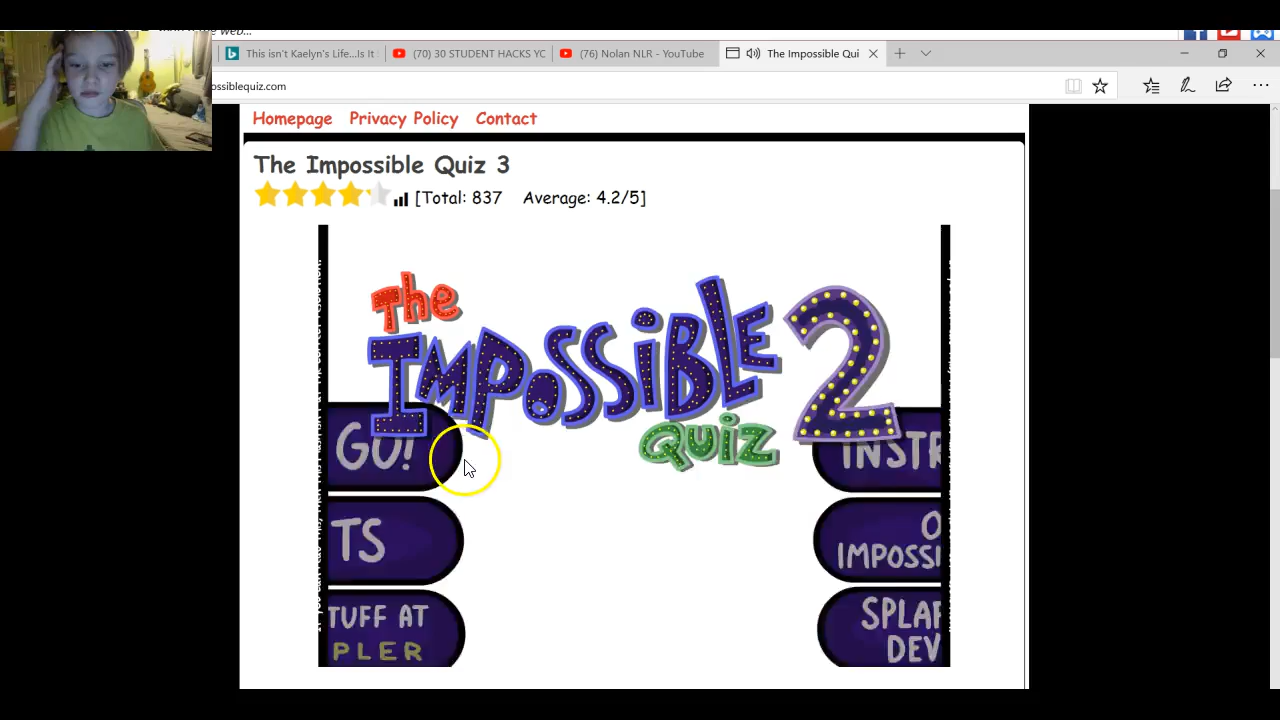 This isn't Kaelyn's Life...Is It
(70) 30 STUDENT HACKS YC
(76) Nolan NLR - YouTube
The Impossible Qui
ossiblequiz.com
Homepage Privacy Policy Contact
The Impossible Quiz 3
[Total: 837 Average: 4.2/5]
The
IMPOSSiBLE 2
QUiZ
GO!
INSTR
TS
O
IMPOSSI
TUFF AT
PLER
SPLAP
DEV